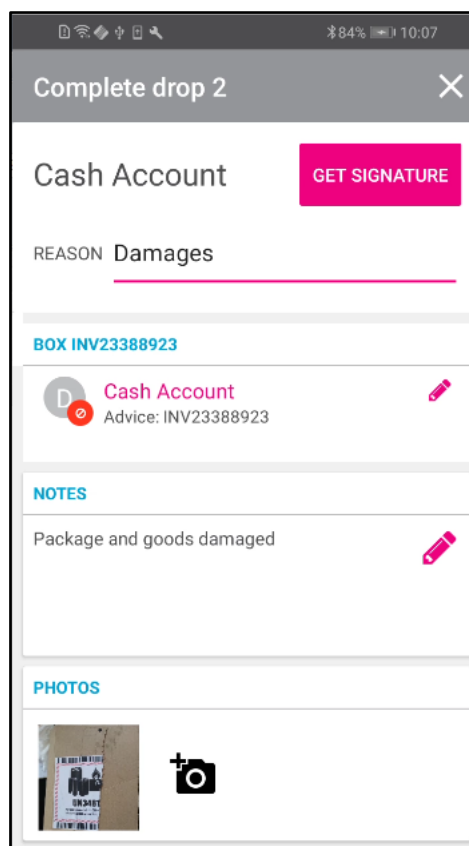 84% 10:07
Complete drop 2
Cash Account
GET SIGNATURE
REASON Damages
BOX INV23388923
D
Cash Account
Advice: INV23388923
NOTES
Package and goods damaged
PHOTOS